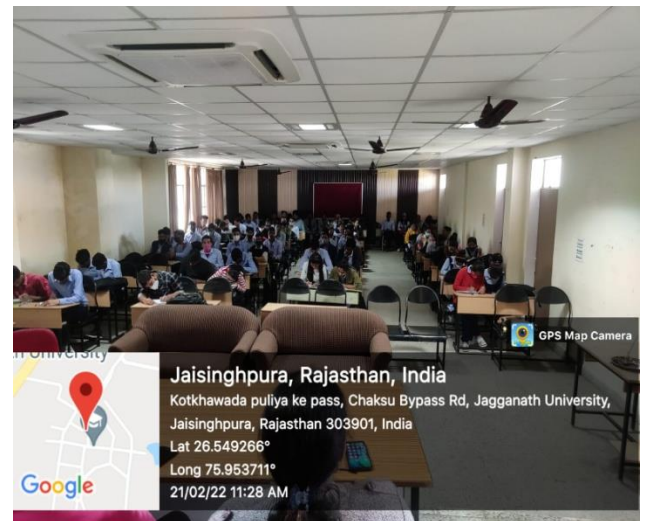 GPS Map Camera
University
Jaisinghpura, Rajasthan, India
Kotkhawada puliya ke pass, Chaksu Bypass Rd, Jagganath University,
Jaisinghpura, Rajasthan 303901, India
Lat 26.549266°
Long 75.953711°
21/02/22 11:28 AM
Google